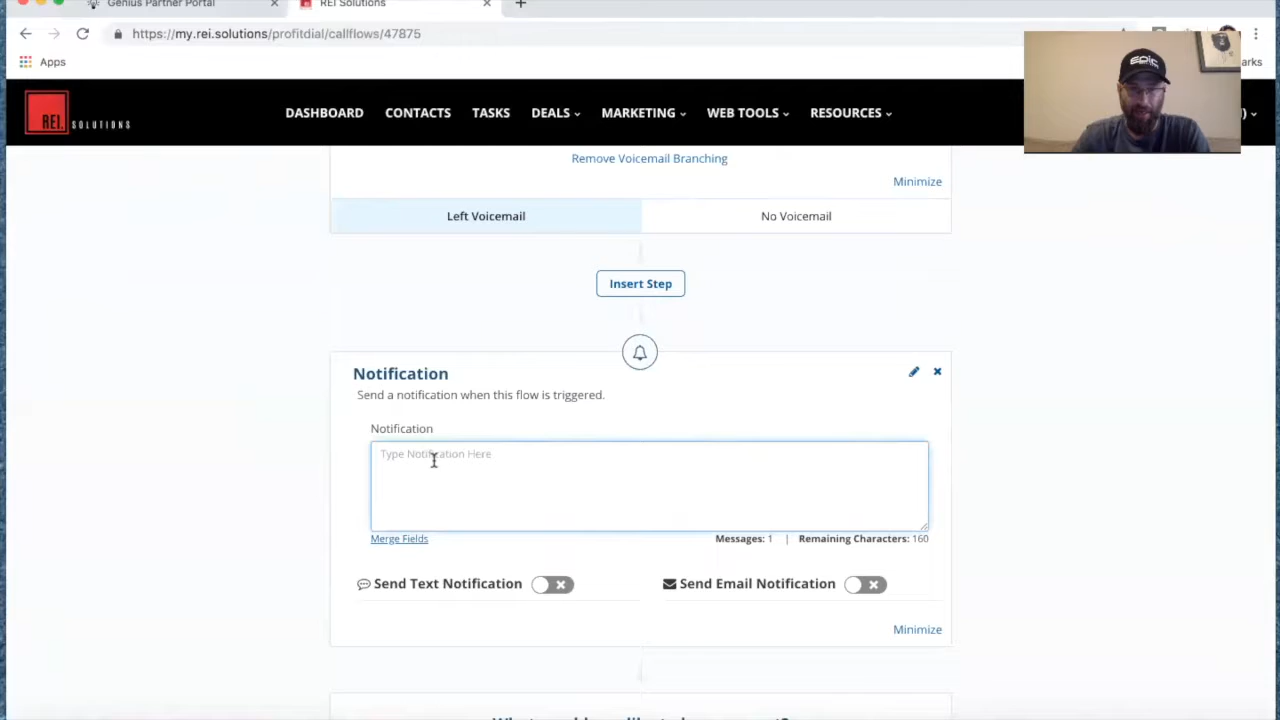 Genius Partner Portal
REI Solutions
https://my.rei.solutions/profitdial/callflows/47875
Apps
arks
REI. SOLUTIONS
DASHBOARD
CONTACTS
TASKS
DEALS
MARKETING
WEB TOOLS
RESOURCES
)
Remove Voicemail Branching
Minimize
Left Voicemail
No Voicemail
Insert Step
Notification
Send a notification when this flow is triggered.
Notification
Type Notification Here
Merge Fields
Messages: 1 | Remaining Characters: 160
Send Text Notification
Send Email Notification
Minimize